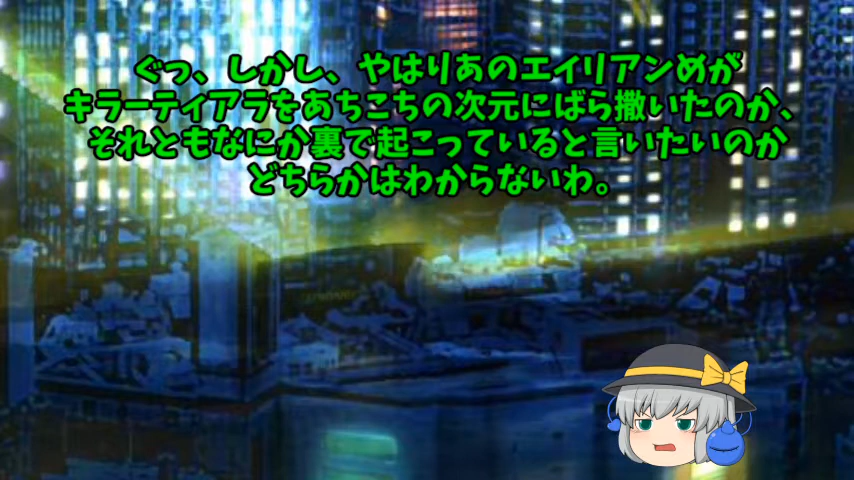 ぐっ、しかし、やはりあのエイリアンめが
キラーティアラをあちこちの次元にばら撒いたのか、
それともなにか裏で起こっていると言いたいのか
どちらかはわからないわ。